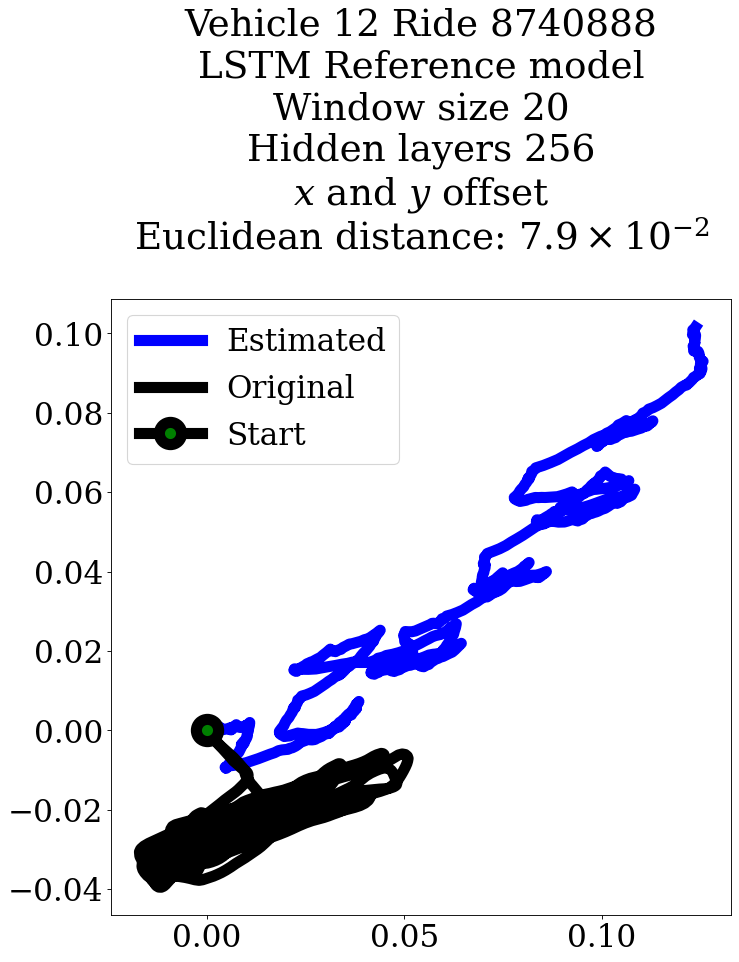 Vehicle 12 Ride 8740888
LSTM Reference model
Window size 20
Hidden layers 256
x and y offset
Euclidean distance: 7.9 × 10⁻²
Estimated
Original
Start
0.10
0.08
0.06
0.04
0.02
0.00
−0.02
−0.04
0.00 0.05 0.10